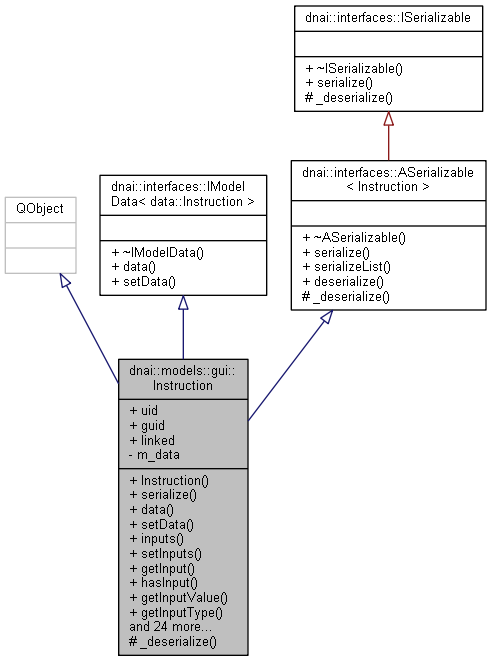 dnai::interfaces::ISerializable
+ ~ISerializable()
+ serialize()
# _deserialize()
dnai::interfaces::ASerializable
< Instruction >
+ ~ASerializable()
+ serialize()
+ serializeList()
+ deserialize()
# _deserialize()
dnai::interfaces::IModel
Data< data::Instruction >
+ ~IModelData()
+ data()
+ setData()
QObject
dnai::models::gui::
Instruction
+ uid
+ guid
+ linked
- m_data
+ Instruction()
+ serialize()
+ data()
+ setData()
+ inputs()
+ setInputs()
+ getInput()
+ hasInput()
+ getInputValue()
+ getInputType()
and 24 more...
# _deserialize()